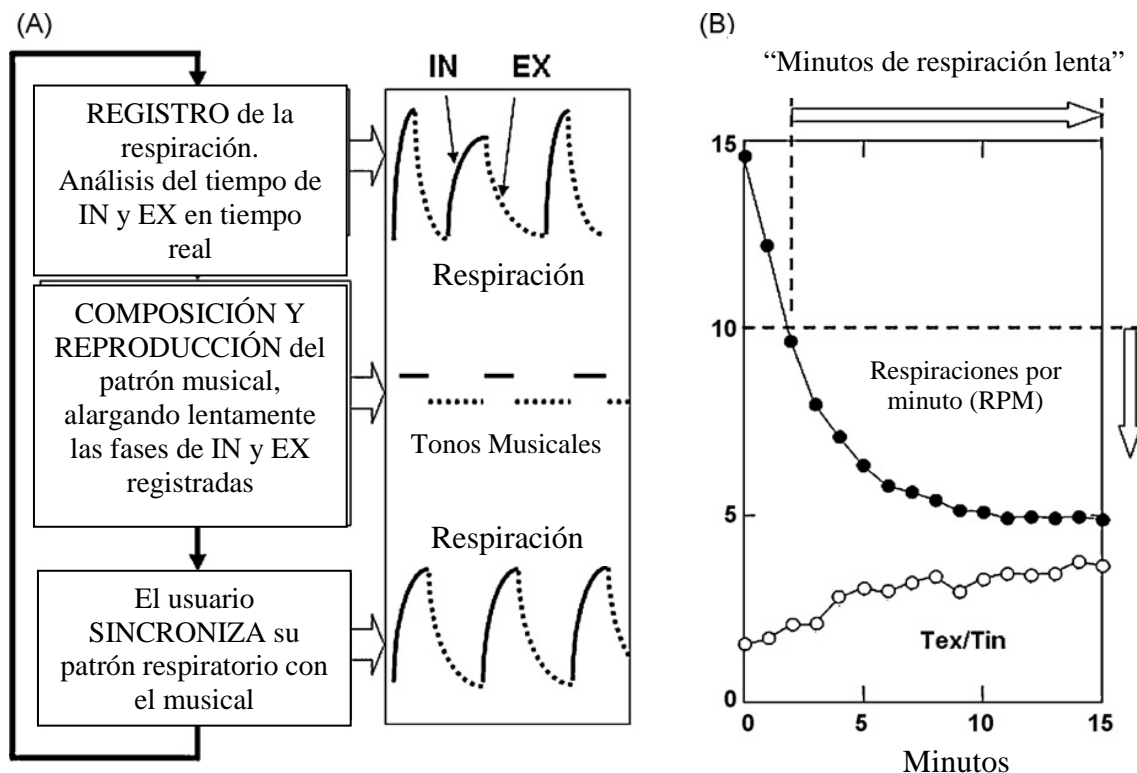 (A)
REGISTRO de la
respiración.
Análisis del tiempo de
IN y EX en tiempo
real
COMPOSICIÓN Y
REPRODUCCIÓN del
patrón musical,
alargando lentamente
las fases de IN y EX
registradas
El usuario
SINCRONIZA su
patrón respiratorio con
el musical
IN EX
Respiración
Tonos Musicales
Respiración
(B)
“Minutos de respiración lenta”
15
10
5
0
Respiraciones por
minuto (RPM)
Tex/Tin
0 5 10 15
Minutos